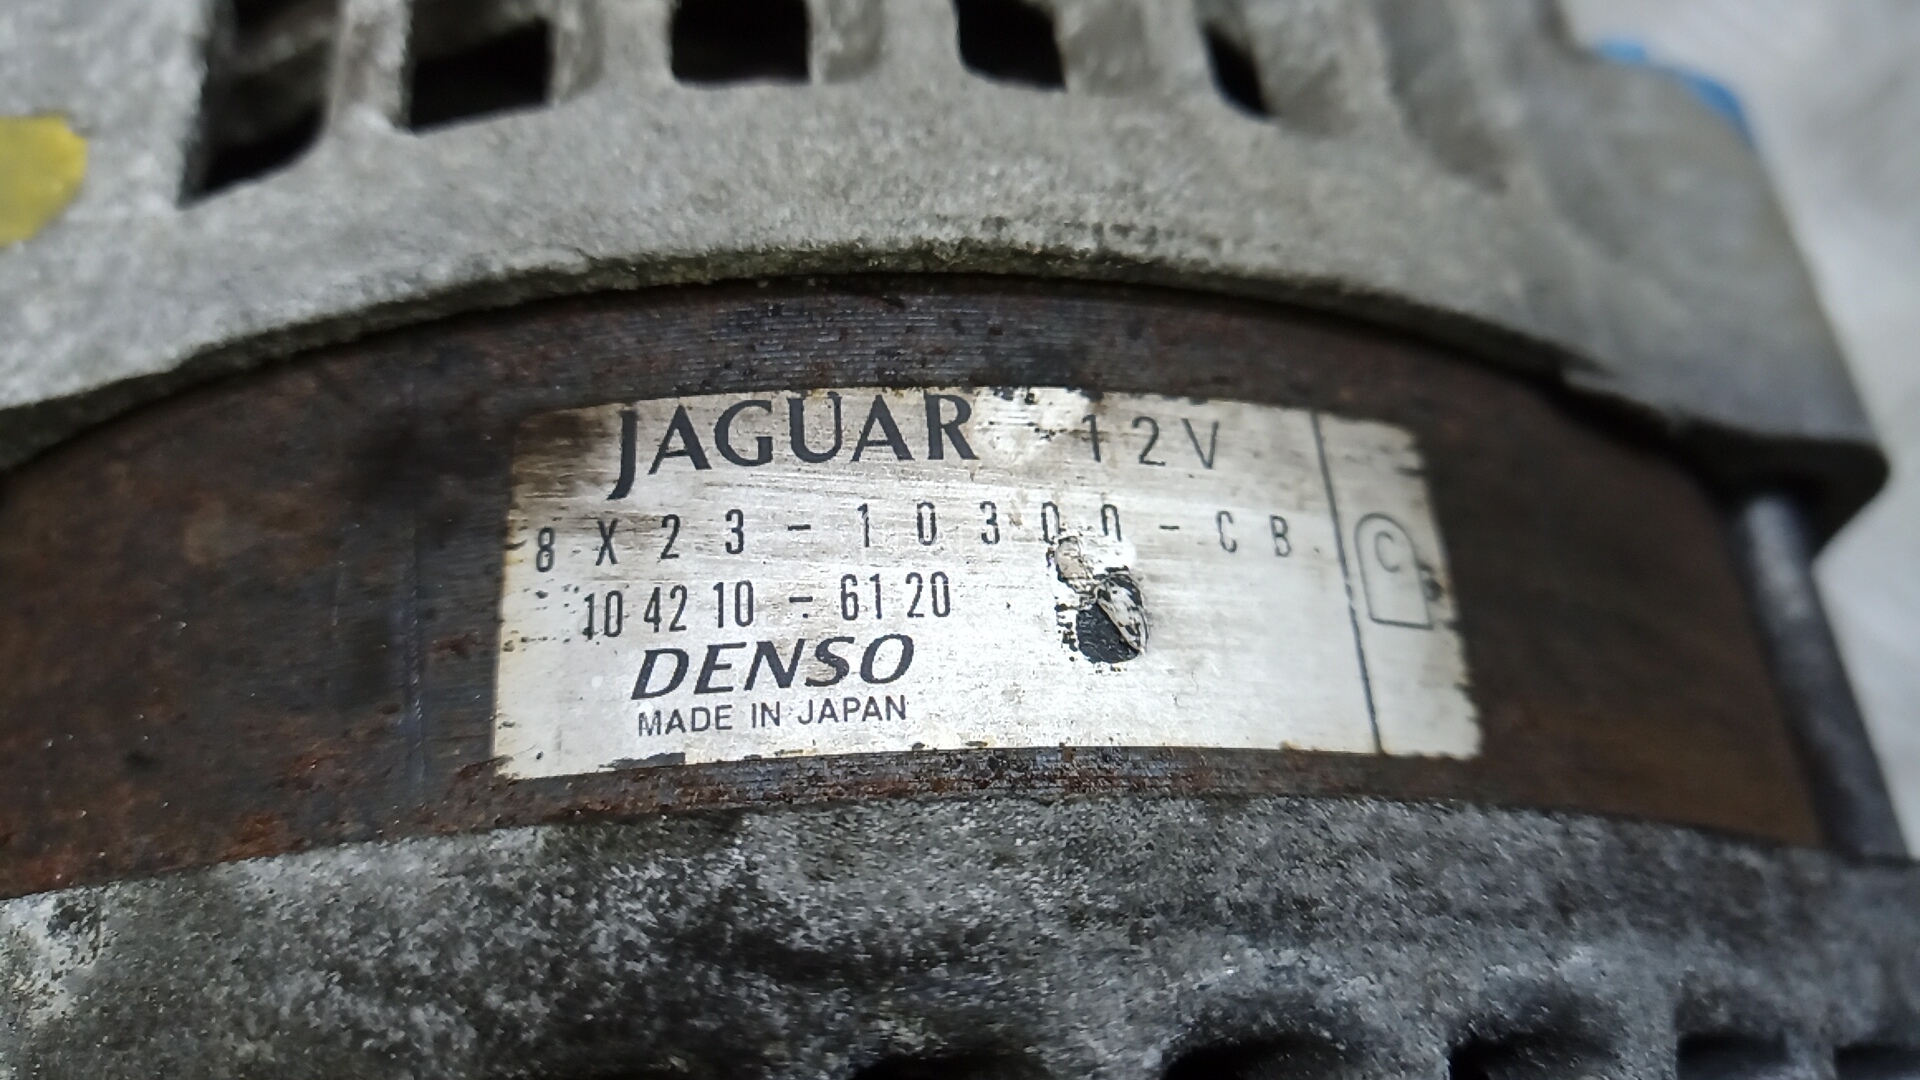 JAGUAR 12V
8X23-10300-CB
C
104210-6120
DENSO
MADE IN JAPAN